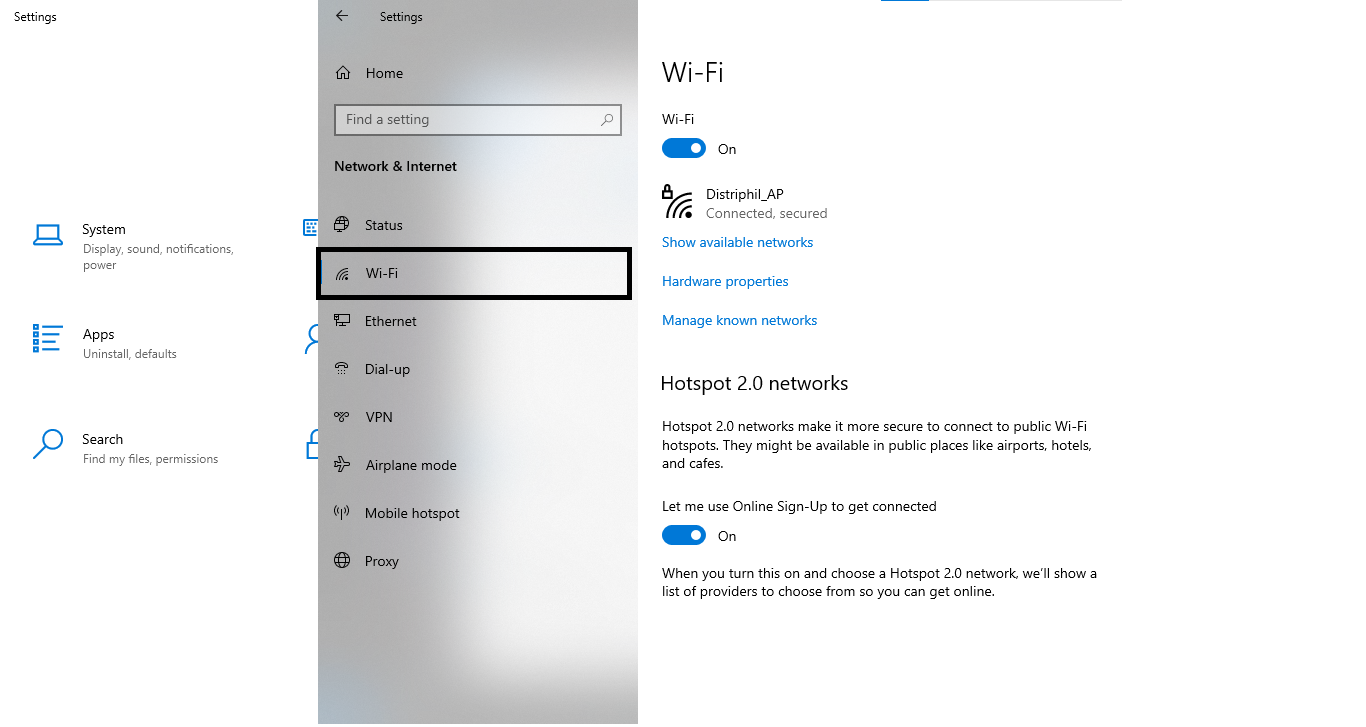 Settings
System
Display, sound, notifications,
power
Apps
Uninstall, defaults
Search
Find my files, permissions
Settings
Home
Find a setting
Network & Internet
Status
Wi-Fi
Ethernet
Dial-up
VPN
Airplane mode
Mobile hotspot
Proxy
Wi-Fi
Wi-Fi
On
Distriphil_AP
Connected, secured
Show available networks
Hardware properties
Manage known networks
Hotspot 2.0 networks
Hotspot 2.0 networks make it more secure to connect to public Wi-Fi
hotspots. They might be available in public places like airports, hotels,
and cafes.
Let me use Online Sign-Up to get connected
On
When you turn this on and choose a Hotspot 2.0 network, we’ll show a
list of providers to choose from so you can get online.